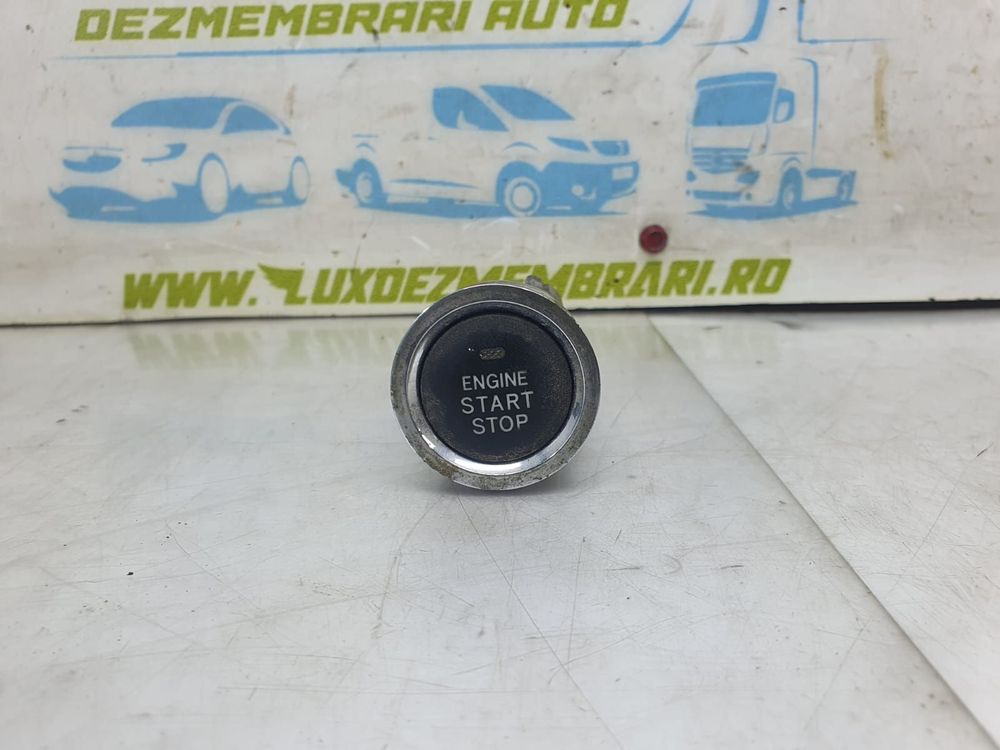 DEZMEMBRARI AUTO
WWW.LUXDEZMEMBRARI.RO
ENGINE
START
STOP